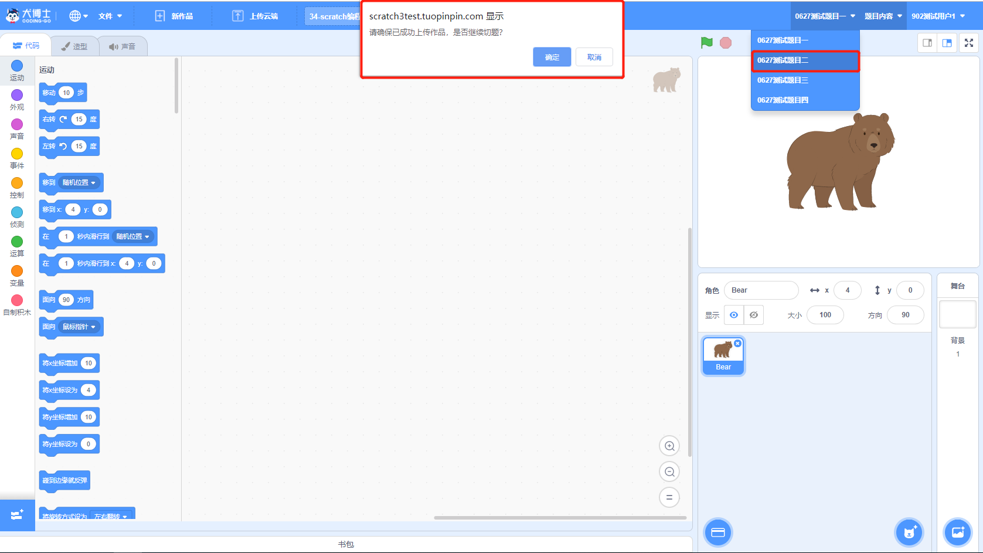 犬博士
CODING-DOG
文件
新作品
上传云端
34-scratch编程
0627测试题目一
题目内容
902测试用户1
scratch3test.tuopinpin.com 显示
请确保已成功上传作品，是否继续切题?
确定
取消
0627测试题目一
0627测试题目二
0627测试题目三
0627测试题目四
代码
造型
声音
运动
外观
声音
事件
控制
侦测
运算
变量
自制积木
运动
移动 10 步
右转 15 度
左转 15 度
移到 随机位置
移到 x: 4 y: 0
在 1 秒内滑行到 随机位置
在 1 秒内滑行到 x: 4 y: 0
面向 90 方向
面向 鼠标指针
将x坐标增加 10
将x坐标设为 4
将y坐标增加 10
将y坐标设为 0
碰到边缘就反弹
将旋转方式设为 左右翻转
书包
角色 Bear x 4 y 0
显示 大小 100 方向 90
Bear
舞台
背景
1